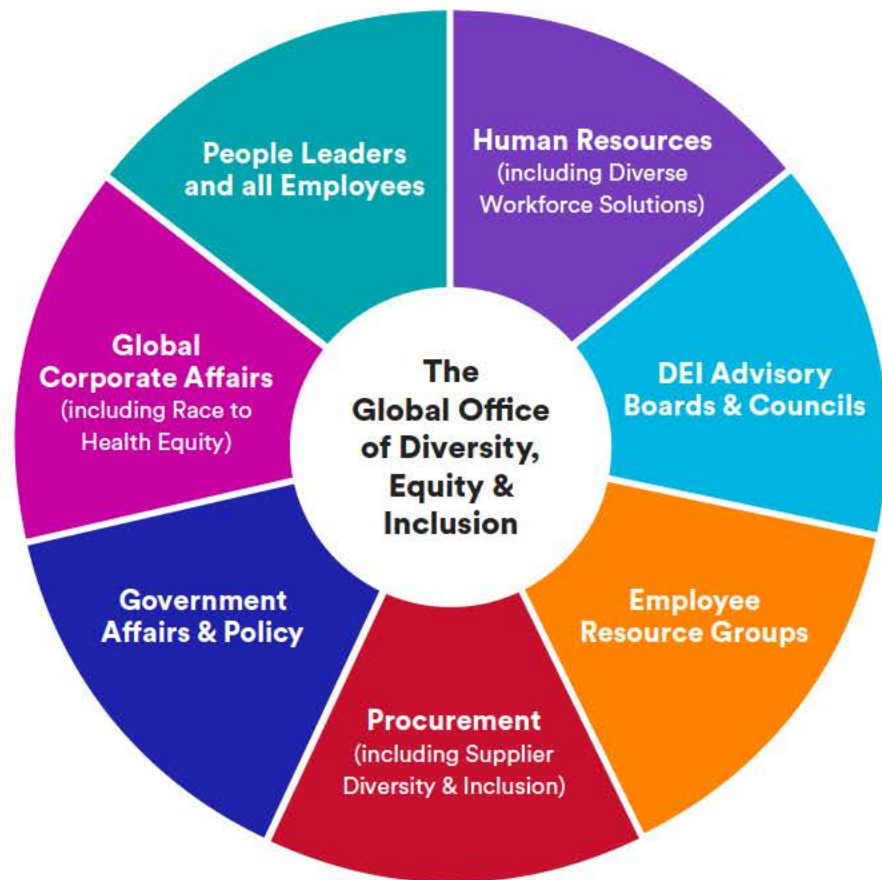 People Leaders
and all Employees
Human Resources
(including Diverse
Workforce Solutions)
DEI Advisory
Boards & Councils
Employee
Resource Groups
Procurement
(including Supplier
Diversity & Inclusion)
Government
Affairs & Policy
Global
Corporate Affairs
(including Race to
Health Equity)
The
Global Office
of Diversity,
Equity &
Inclusion